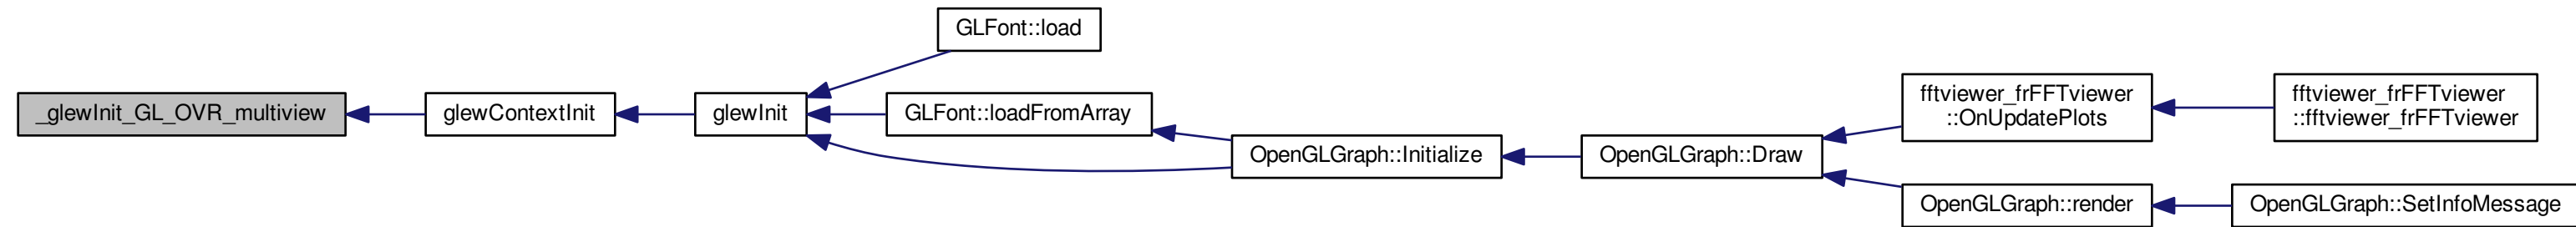 _glewInit_GL_OVR_multiview
glewContextInit
glewInit
GLFont::load
GLFont::loadFromArray
OpenGLGraph::Initialize
OpenGLGraph::Draw
fftviewer_frFFTviewer
::OnUpdatePlots
fftviewer_frFFTviewer
::fftviewer_frFFTviewer
OpenGLGraph::render
OpenGLGraph::SetInfoMessage